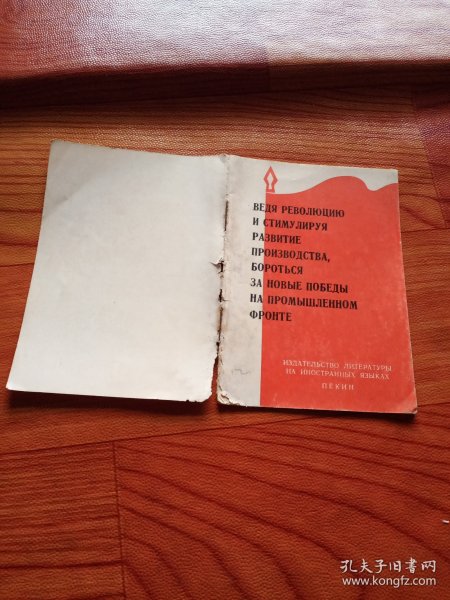 ВЕДЯ РЕВОЛЮЦИЮ
И СТИМУЛИРУЯ
РАЗВИТИЕ
ПРОИЗВОДСТВА,
БОРОТЬСЯ
ЗА НОВЫЕ ПОБЕДЫ
НА ПРОМЫШЛЕННОМ
ФРОНТЕ
ИЗДАТЕЛЬСТВО ЛИТЕРАТУРЫ
НА ИНОСТРАННЫХ ЯЗЫКАХ
ПЕКИН
孔夫子旧书网
www.kongfz.com